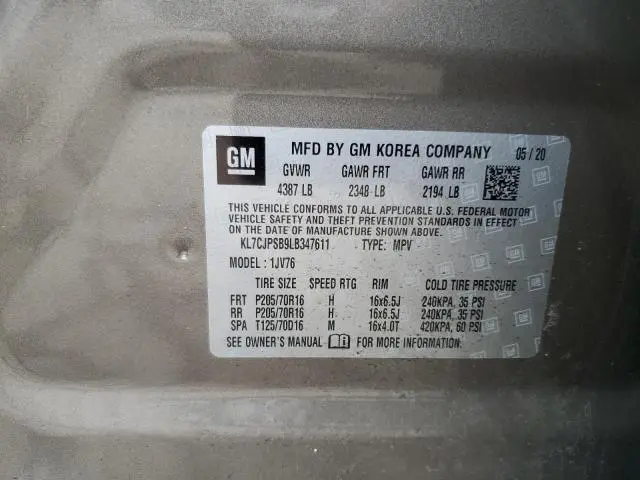 GM MFD BY GM KOREA COMPANY 05/20
GVWR GAWR FRT GAWR RR
4387 LB 2348 LB 2194 LB
THIS VEHICLE CONFORMS TO ALL APPLICABLE U.S. FEDERAL MOTOR
VEHICLE SAFETY AND THEFT PREVENTION STANDARDS IN EFFECT
ON THE DATE OF MANUFACTURE SHOWN ABOVE.
KL7CJPSB9LB347611 TYPE: MPV
MODEL: 1JV76
TIRE SIZE SPEED RTG RIM COLD TIRE PRESSURE
FRT P205/70R16 H 16x6.5J 240KPA, 35 PSI
RR P205/70R16 H 16x6.5J 240KPA, 35 PSI
SPA T125/70D16 M 16x4.0T 420KPA, 60 PSI
SEE OWNER'S MANUAL FOR MORE INFORMATION.